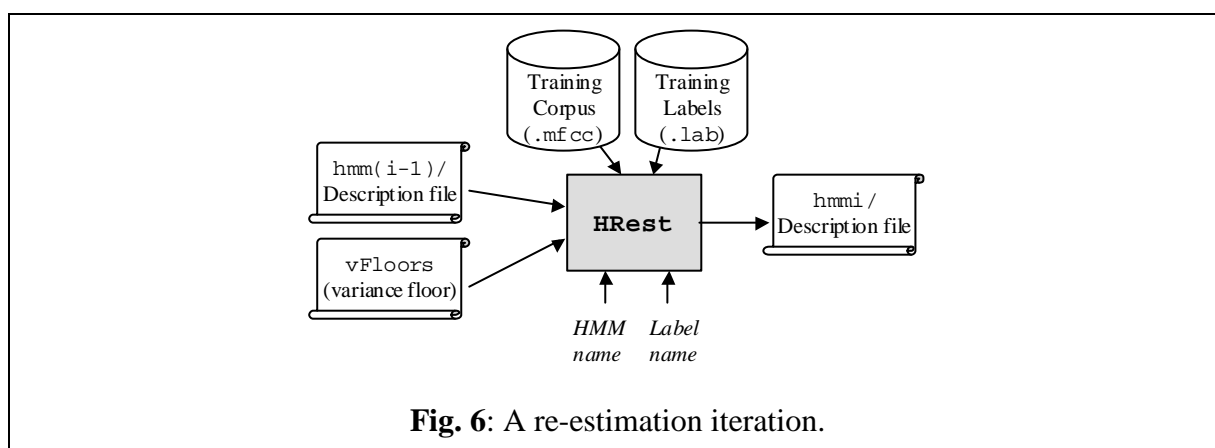 Training
Corpus
(.mfcc)
Training
Labels
(.lab)
hmm(i-1)/
Description file
vFloors
(variance floor)
HRest
hmmi/
Description file
HMM
name
Label
name
Fig. 6: A re-estimation iteration.